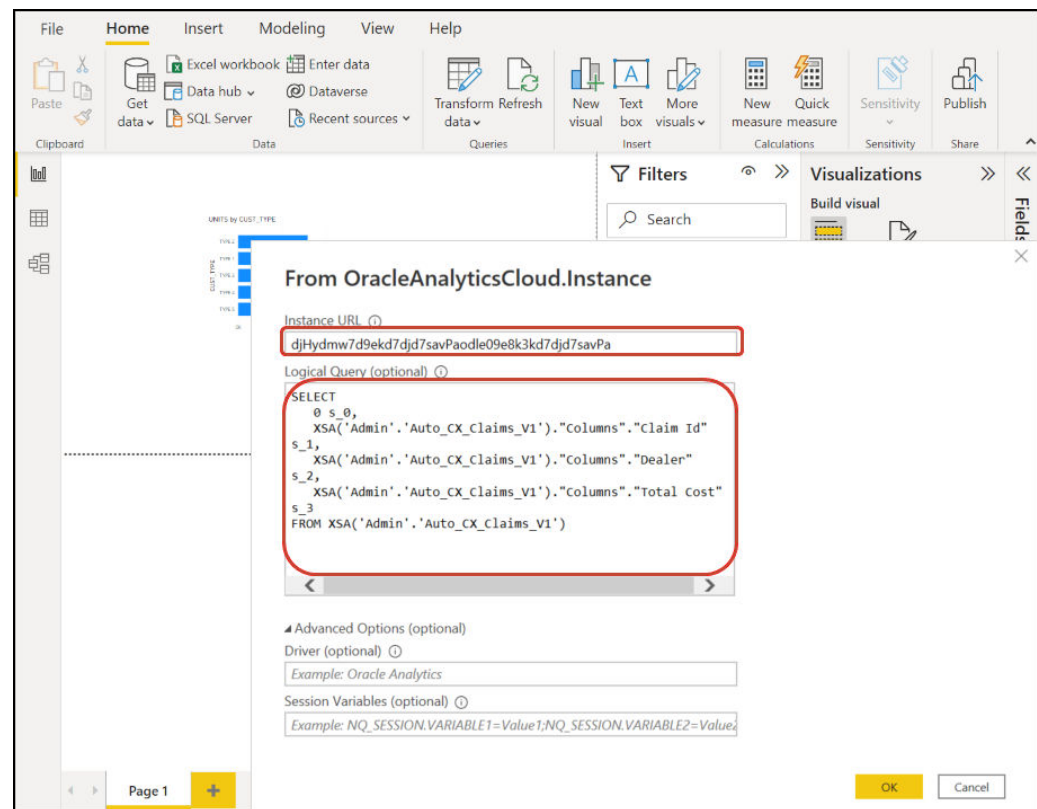 File Home Insert Modeling View Help
Paste
Get data
Excel workbook
Data hub
SQL Server
Enter data
Dataverse
Recent sources
Transform data
Refresh
New visual
Text box
More visuals
New measure
Quick measure
Sensitivity
Publish
Clipboard Data Queries Insert Calculations Sensitivity Share
Filters
Search
Visualizations
Build visual
Fields
UNITS by CUST_TYPE
CUST_TYPE
From OracleAnalyticsCloud.Instance
Instance URL
djHydmw7d9ekd7djd7savPaodle09e8k3kd7djd7savPa
Logical Query (optional)
SELECT
0 s_0,
XSA('Admin'.'Auto_CX_Claims_V1')."Columns"."Claim Id"
s_1,
XSA('Admin'.'Auto_CX_Claims_V1')."Columns"."Dealer"
s_2,
XSA('Admin'.'Auto_CX_Claims_V1')."Columns"."Total Cost"
s_3
FROM XSA('Admin'.'Auto_CX_Claims_V1')
Advanced Options (optional)
Driver (optional)
Example: Oracle Analytics
Session Variables (optional)
Example: NQ_SESSION.VARIABLE1=Value1;NQ_SESSION.VARIABLE2=Value2
OK Cancel
Page 1